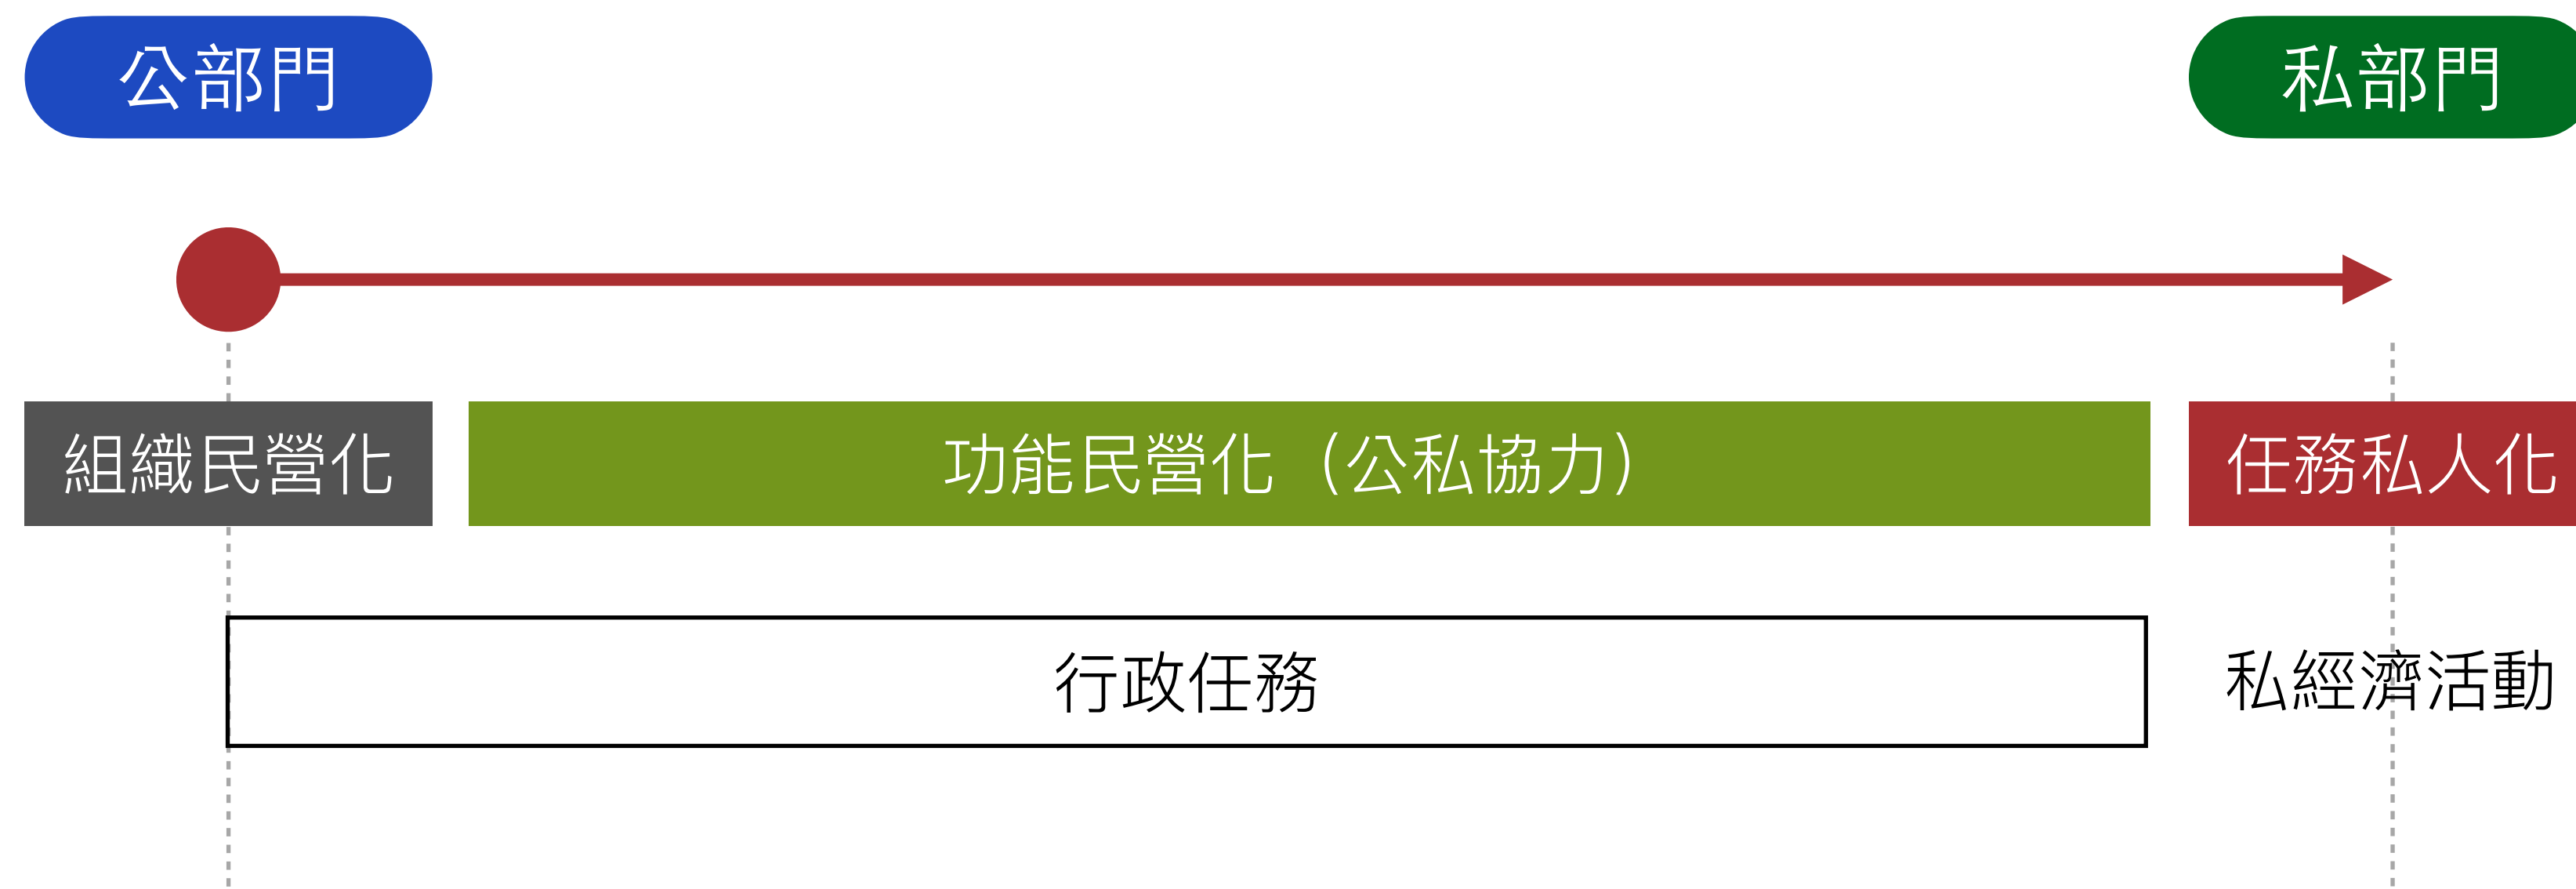 公部門
私部門
組織民營化
功能民營化（公私協力）
任務私人化
行政任務
私經濟活動